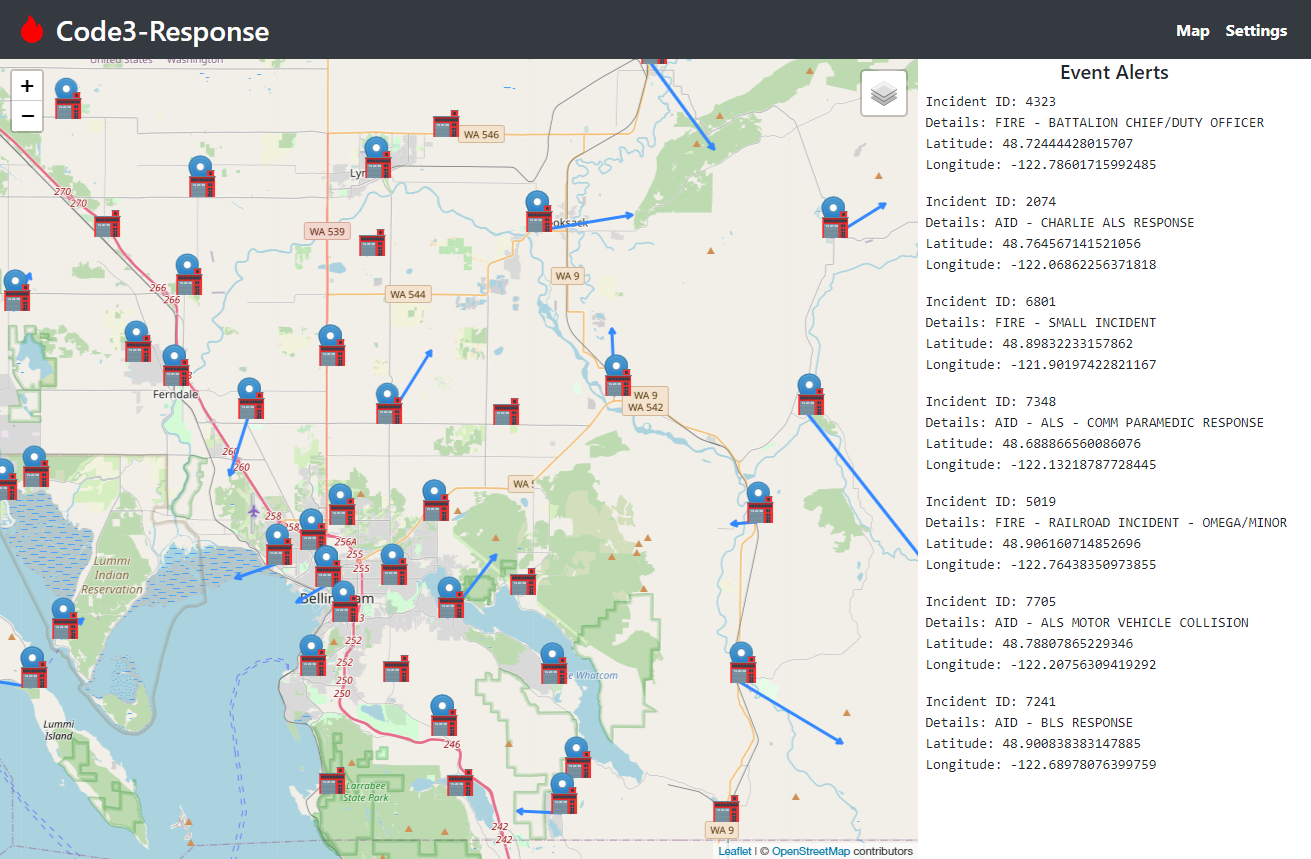 Code3-Response
Map Settings
United States Washington
+
−
WA 546
270
270
WA 539
WA 9
266
266
WA 544
Ferndale
WA 9
WA 542
260
260
258
258
256A
255
255
Lummi
Indian
Reservation
252
252
250
250
Lummi
Island
246
Larrabee
State Park
242
242
WA 9
Leaflet | © OpenStreetMap contributors
Event Alerts
Incident ID: 4323
Details: FIRE - BATTALION CHIEF/DUTY OFFICER
Latitude: 48.72444428015707
Longitude: -122.78601715992485
Incident ID: 2074
Details: AID - CHARLIE ALS RESPONSE
Latitude: 48.764567141521056
Longitude: -122.06862256371818
Incident ID: 6801
Details: FIRE - SMALL INCIDENT
Latitude: 48.89832233157862
Longitude: -121.90197422821167
Incident ID: 7348
Details: AID - ALS - COMM PARAMEDIC RESPONSE
Latitude: 48.688866560086076
Longitude: -122.13218787728445
Incident ID: 5019
Details: FIRE - RAILROAD INCIDENT - OMEGA/MINOR
Latitude: 48.906160714852696
Longitude: -122.76438350973855
Incident ID: 7705
Details: AID - ALS MOTOR VEHICLE COLLISION
Latitude: 48.78807865229346
Longitude: -122.20756309419292
Incident ID: 7241
Details: AID - BLS RESPONSE
Latitude: 48.900838383147885
Longitude: -122.68978076399759